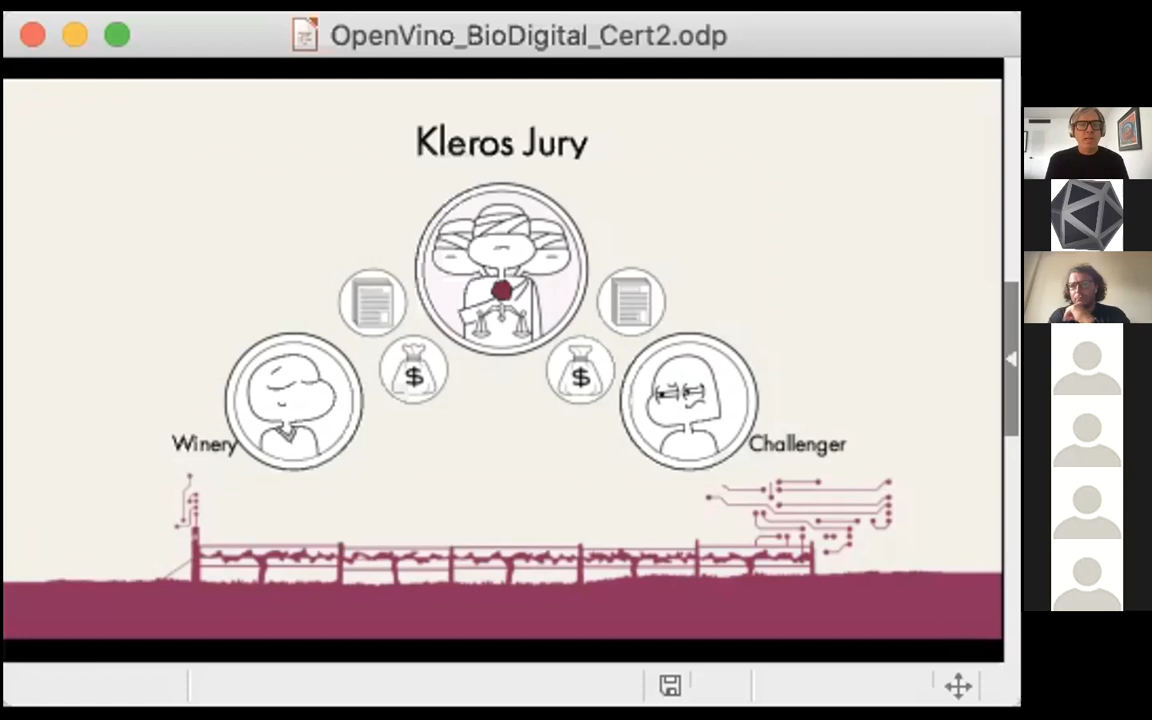 OpenVino_BioDigital_Cert2.odp
Kleros Jury
$
$
Winery
Challenger